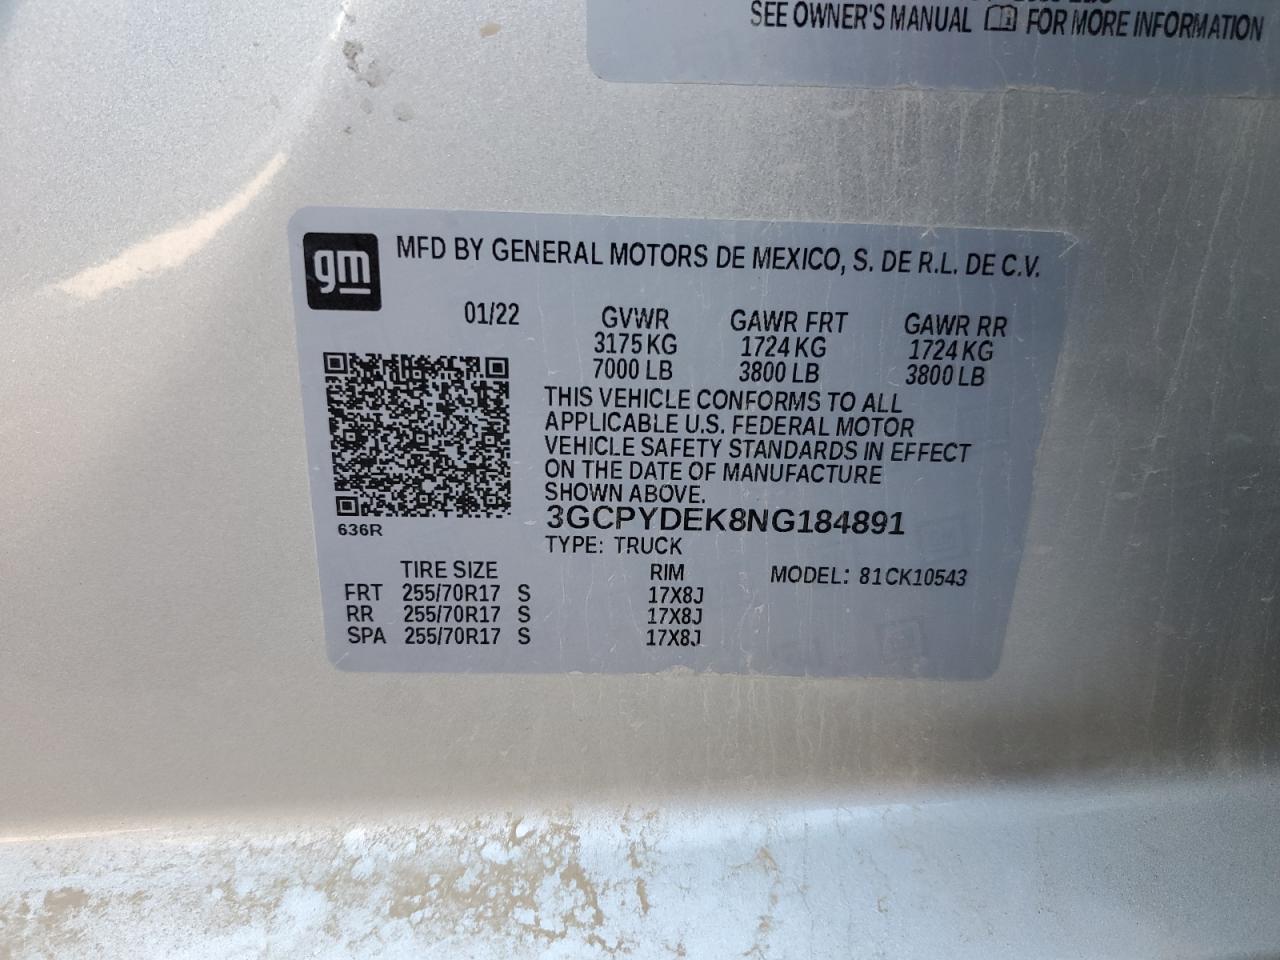 SEE OWNER'S MANUAL FOR MORE INFORMATION
gm
MFD BY GENERAL MOTORS DE MEXICO, S. DE R.L. DE C.V.
01/22 GVWR GAWR FRT GAWR RR
3175 KG 1724 KG 1724 KG
7000 LB 3800 LB 3800 LB
THIS VEHICLE CONFORMS TO ALL
APPLICABLE U.S. FEDERAL MOTOR
VEHICLE SAFETY STANDARDS IN EFFECT
ON THE DATE OF MANUFACTURE
SHOWN ABOVE.
3GCPYDEK8NG184891
636R
TYPE: TRUCK
TIRE SIZE RIM MODEL: 81CK10543
FRT 255/70R17 S 17X8J
RR 255/70R17 S 17X8J
SPA 255/70R17 S 17X8J